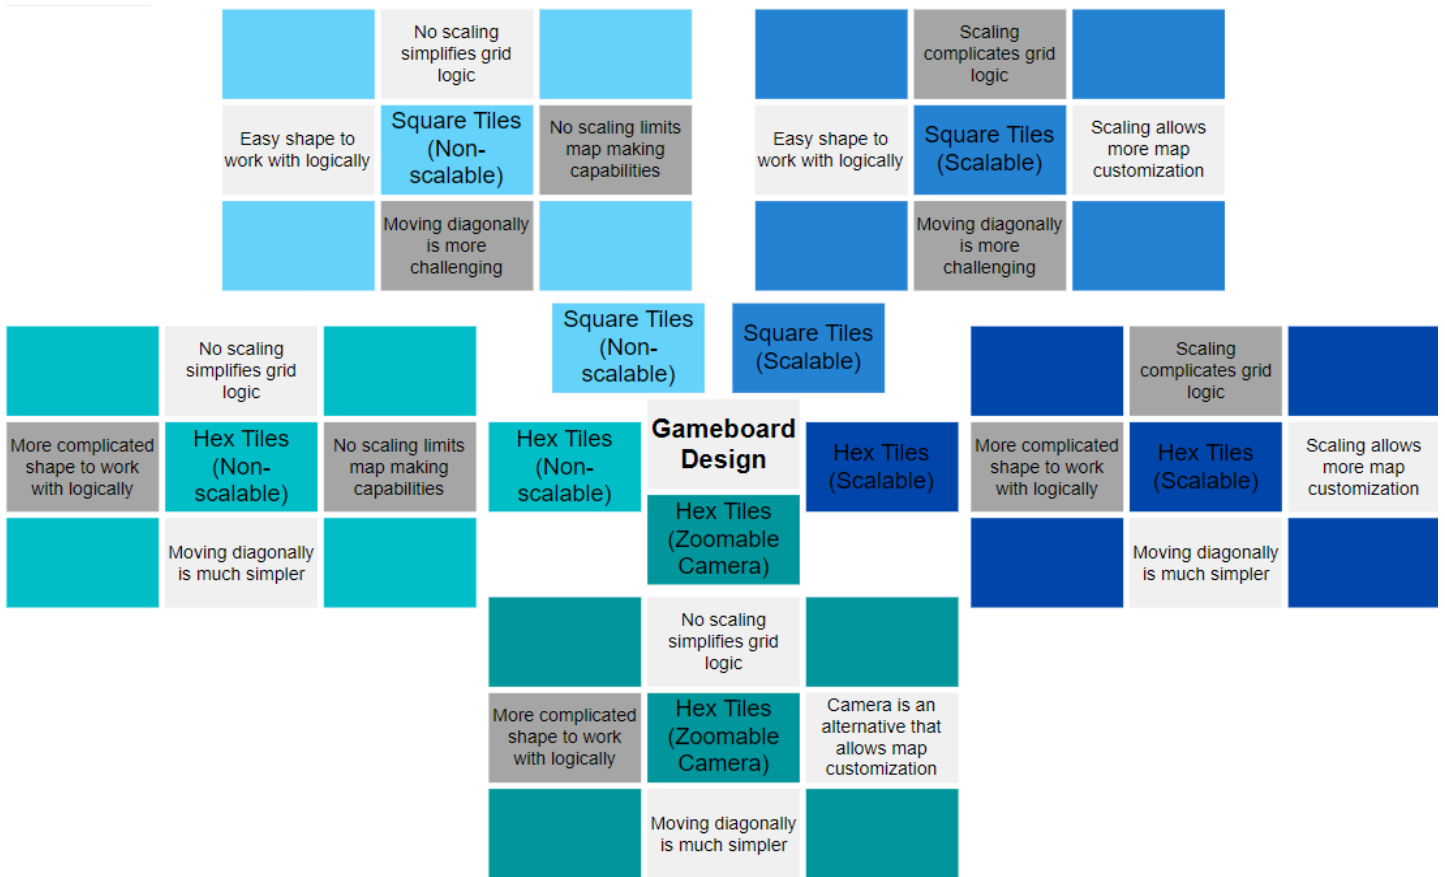 No scaling
simplifies grid
logic
Easy shape to
work with logically
Square Tiles
(Non-
scalable)
No scaling limits
map making
capabilities
Moving diagonally
is more
challenging
Scaling
complicates grid
logic
Easy shape to
work with logically
Square Tiles
(Scalable)
Scaling allows
more map
customization
Moving diagonally
is more
challenging
Square Tiles
(Non-
scalable)
Square Tiles
(Scalable)
No scaling
simplifies grid
logic
More complicated
shape to work
with logically
Hex Tiles
(Non-
scalable)
No scaling limits
map making
capabilities
Moving diagonally
is much simpler
Hex Tiles
(Non-
scalable)
Gameboard
Design
Hex Tiles
(Scalable)
Hex Tiles
(Zoomable
Camera)
Scaling
complicates grid
logic
More complicated
shape to work
with logically
Hex Tiles
(Scalable)
Scaling allows
more map
customization
Moving diagonally
is much simpler
No scaling
simplifies grid
logic
More complicated
shape to work
with logically
Hex Tiles
(Zoomable
Camera)
Camera is an
alternative that
allows map
customization
Moving diagonally
is much simpler